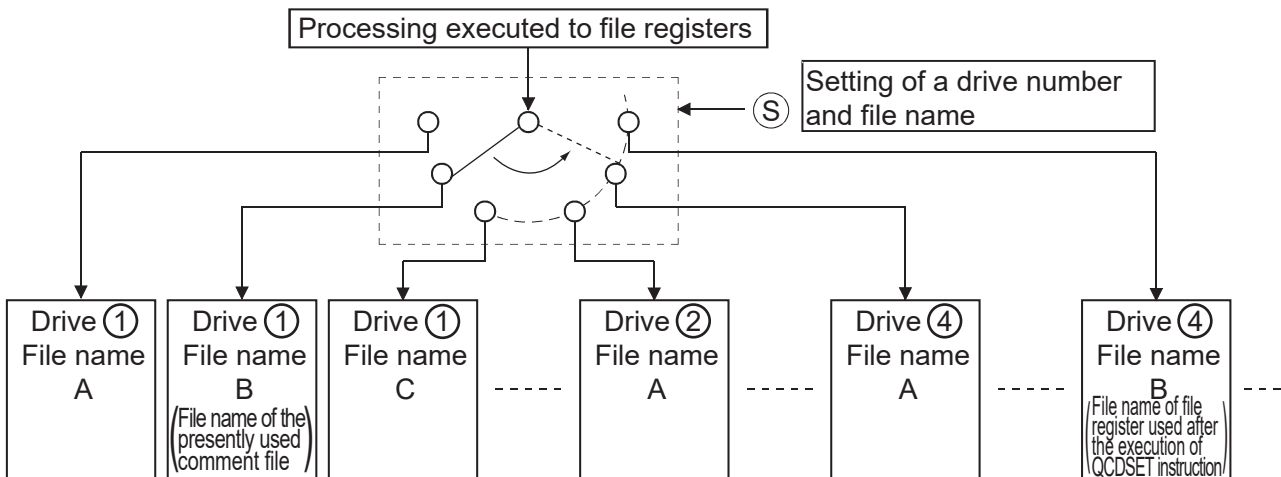 Processing executed to file registers
S
Setting of a drive number
and file name
Drive 1
File name
A
Drive 1
File name
B
(File name of the
presently used
comment file)
Drive 1
File name
C
Drive 2
File name
A
Drive 4
File name
A
Drive 4
File name
B
(File name of file
register used after
the execution of
QCDSET instruction)